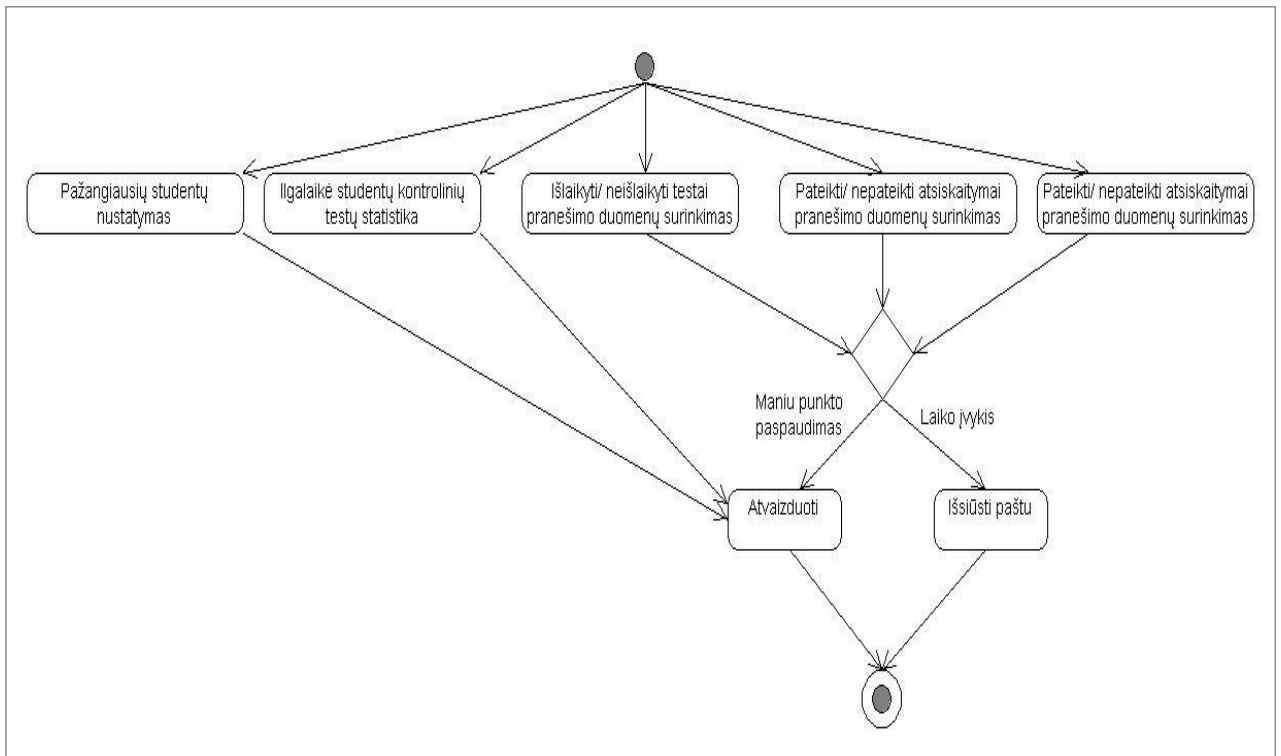 Pažangiausių studentų
nustatymas
Ilgalaikė studentų kontrolinių
testų statistika
Išlaikyti/ neišlaikyti testai
pranešimo duomenų surinkimas
Pateikti/ nepateikti atsiskaitymai
pranešimo duomenų surinkimas
Pateikti/ nepateikti atsiskaitymai
pranešimo duomenų surinkimas
Maniu punkto
paspaudimas
Laiko įvykis
Atvaizduoti
Išsiūsti paštu